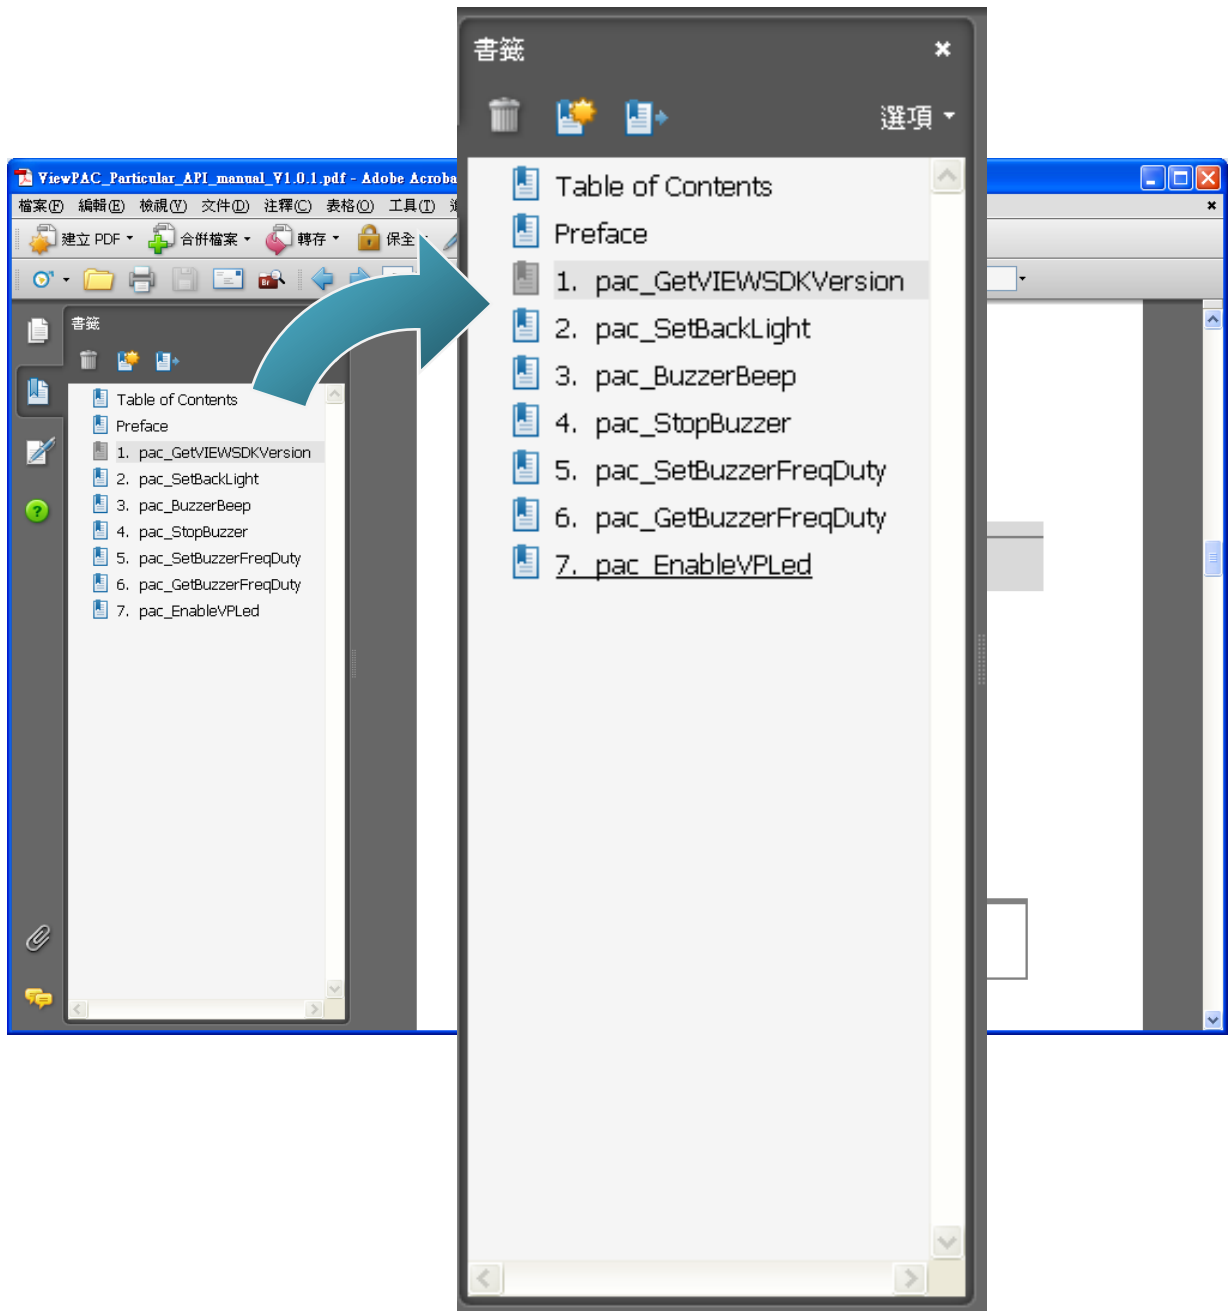 書籤
選項
Table of Contents
Preface
1. pac_GetVIEWSDKVersion
2. pac_SetBackLight
3. pac_BuzzerBeep
4. pac_StopBuzzer
5. pac_SetBuzzerFreqDuty
6. pac_GetBuzzerFreqDuty
7. pac_EnableVPLed
ViewPAC_Particular_API_manual_V1.0.1.pdf - Adobe
檔案(F) 編輯(E) 檢視(V) 文件(D) 注釋(C) 表格(O) 工具(T)
建立 PDF 合併檔案 轉存 保全
書籤
Table of Contents
Preface
1. pac_GetVIEWSDKVersion
2. pac_SetBackLight
3. pac_BuzzerBeep
4. pac_StopBuzzer
5. pac_SetBuzzerFreqDuty
6. pac_GetBuzzerFreqDuty
7. pac_EnableVPLed